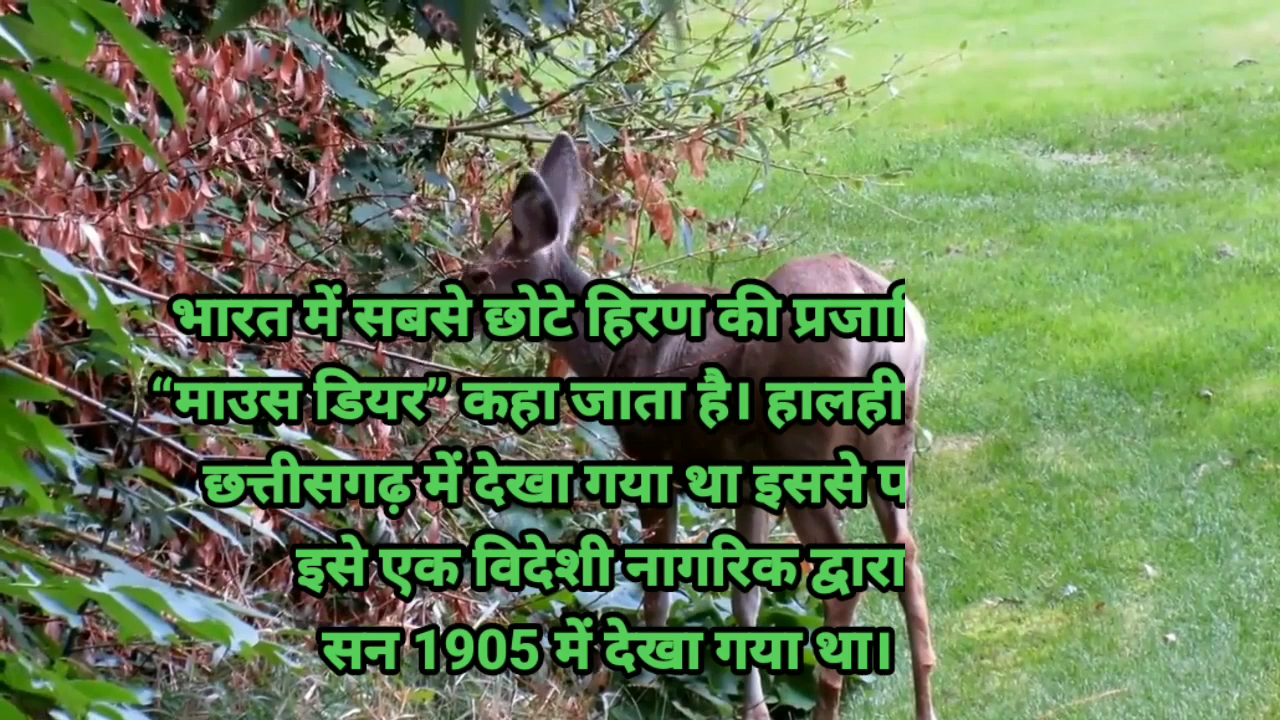 भारत में सबसे छोटे हिरण की
“माउस डियर” कहा जाता है। हालही
छत्तीसगढ़ में देखा गया था इससे
इसे एक विदेशी नागरिक द्वारा
सन 1905 में देखा गया था।